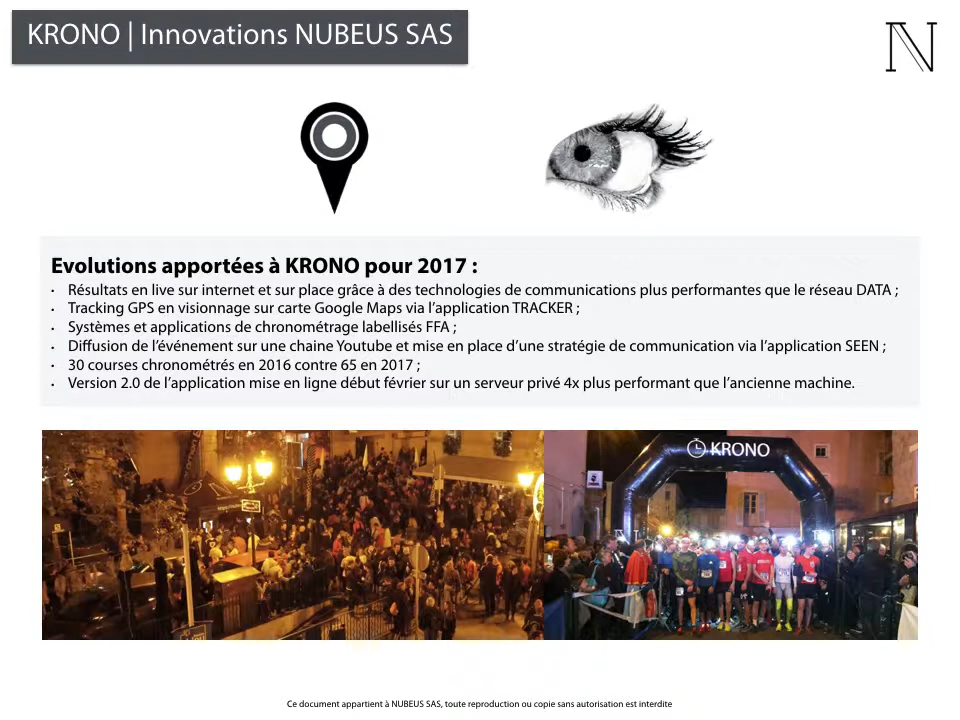 KRONO | Innovations NUBEUS SAS
N
Evolutions apportées à KRONO pour 2017 :
• Résultats en live sur internet et sur place grâce à des technologies de communications plus performantes que le réseau DATA ;
• Tracking GPS en visionnage sur carte Google Maps via l’application TRACKER ;
• Systèmes et applications de chronométrage labellisés FFA ;
• Diffusion de l’événement sur une chaine Youtube et mise en place d’une stratégie de communication via l’application SEEN ;
• 30 courses chronométrés en 2016 contre 65 en 2017 ;
• Version 2.0 de l’application mise en ligne début février sur un serveur privé 4x plus performant que l’ancienne machine.
KRONO
Ce document appartient à NUBEUS SAS, toute reproduction ou copie sans autorisation est interdite